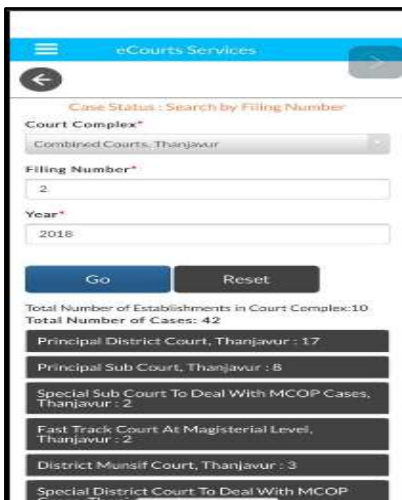 eCourts Services
Case Status : Search by Filing Number
Court Complex*
Combined Courts, Thanjavur
Filing Number*
2
Year*
2018
Go Reset
Total Number of Establishments in Court Complex:10
Total Number of Cases: 42
Principal District Court, Thanjavur : 17
Principal Sub Court, Thanjavur : 8
Special Sub Court To Deal With MCOP Cases,
Thanjavur : 2
Fast Track Court At Magisterial Level,
Thanjavur : 2
District Munsif Court, Thanjavur : 3
Special District Court To Deal With MCOP